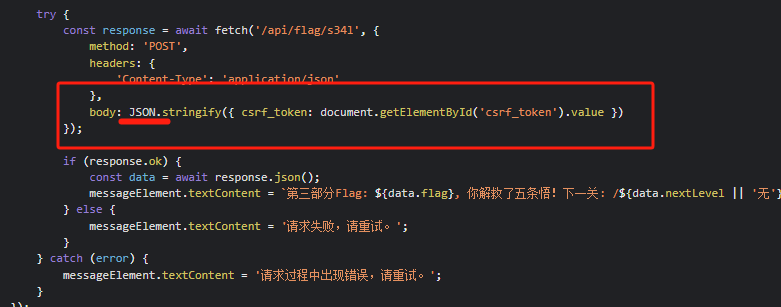 try {
const response = await fetch('/api/flag/s34l', {
method: 'POST',
headers: {
'Content-Type': 'application/json'
},
body: JSON.stringify({ csrf_token: document.getElementById('csrf_token').value })
});
if (response.ok) {
const data = await response.json();
messageElement.textContent = `第三部分Flag: ${data.flag}, 你解救了五条悟! 下一关: /${data.nextLevel || '无'}
} else {
messageElement.textContent = '请求失败，请重试。';
}
} catch (error) {
messageElement.textContent = '请求过程中出现错误，请重试。';
}
});